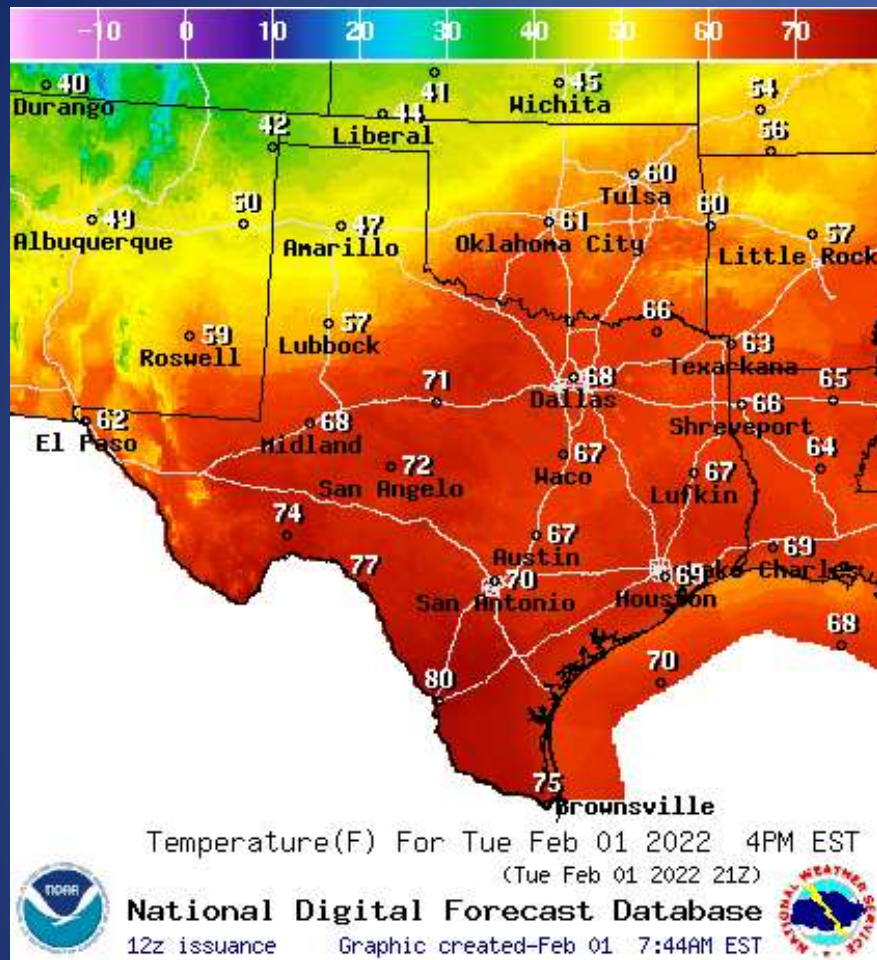 -10 0 10 20 30 40 50 60 70
40
Durango
41
45
Wichita
54
44
Liberal
42
56
60
Tulsa
49
Albuquerque
50
47
Amarillo
61
Oklahoma City
60
57
Little Rock
59
Roswell
57
Lubbock
66
63
Texarkana
68
Dallas
71
65
66
Shreveport
62
El Paso
68
Midland
72
San Angelo
67
Waco
67
Lufkin
64
74
67
Austin
69
Lake Charles
77
70
San Antonio
69
Houston
68
70
80
75
Brownsville
Temperature(F) For Tue Feb 01 2022 4PM EST
(Tue Feb 01 2022 21Z)
NOAA
NATIONAL WEATHER SERVICE
National Digital Forecast Database
12z issuance Graphic created-Feb 01 7:44AM EST